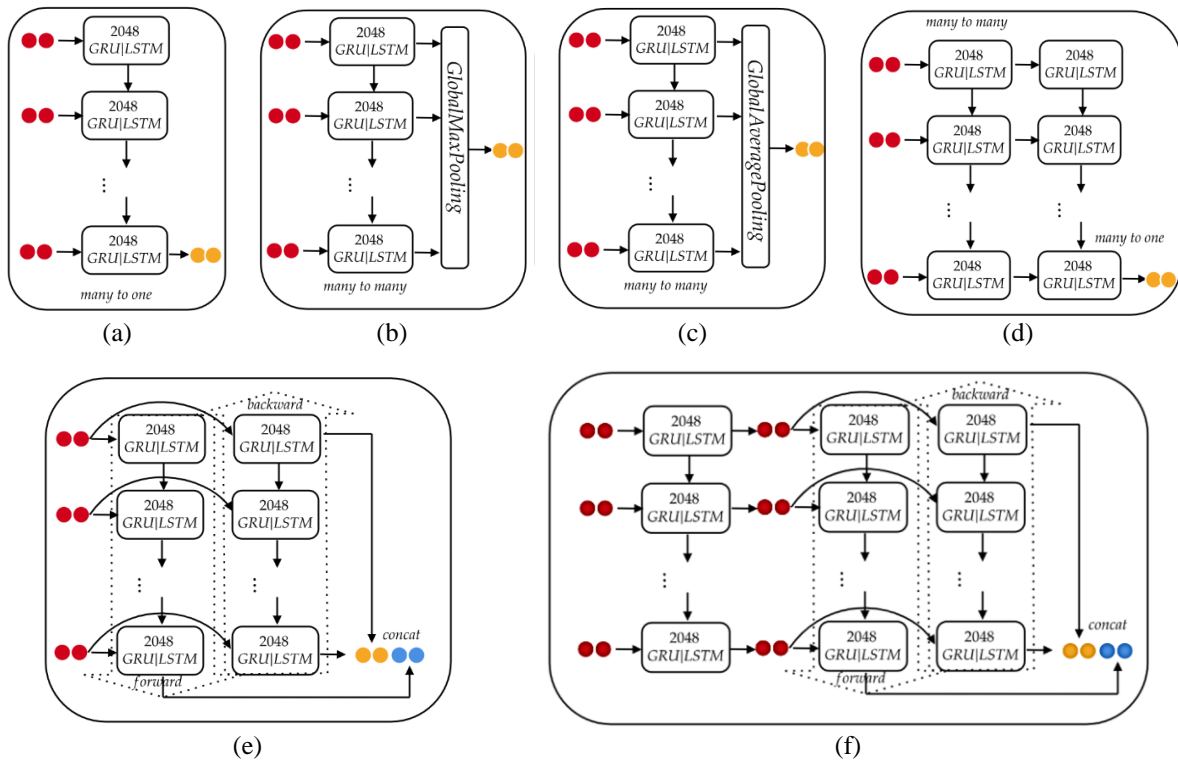 2048
GRU|LSTM
2048
GRU|LSTM
...
2048
GRU|LSTM
many to one
(a)
2048
GRU|LSTM
2048
GRU|LSTM
...
2048
GRU|LSTM
many to many
GlobalMaxPooling
(b)
2048
GRU|LSTM
2048
GRU|LSTM
...
2048
GRU|LSTM
many to many
GlobalAveragePooling
(c)
many to many
2048
GRU|LSTM
2048
GRU|LSTM
2048
GRU|LSTM
2048
GRU|LSTM
...
...
many to one
2048
GRU|LSTM
2048
GRU|LSTM
(d)
backward
2048
GRU|LSTM
2048
GRU|LSTM
2048
GRU|LSTM
2048
GRU|LSTM
...
...
2048
GRU|LSTM
2048
GRU|LSTM
concat
forward
(e)
backward
2048
GRU|LSTM
2048
GRU|LSTM
2048
GRU|LSTM
2048
GRU|LSTM
2048
GRU|LSTM
2048
GRU|LSTM
...
...
...
2048
GRU|LSTM
2048
GRU|LSTM
2048
GRU|LSTM
concat
forward
(f)